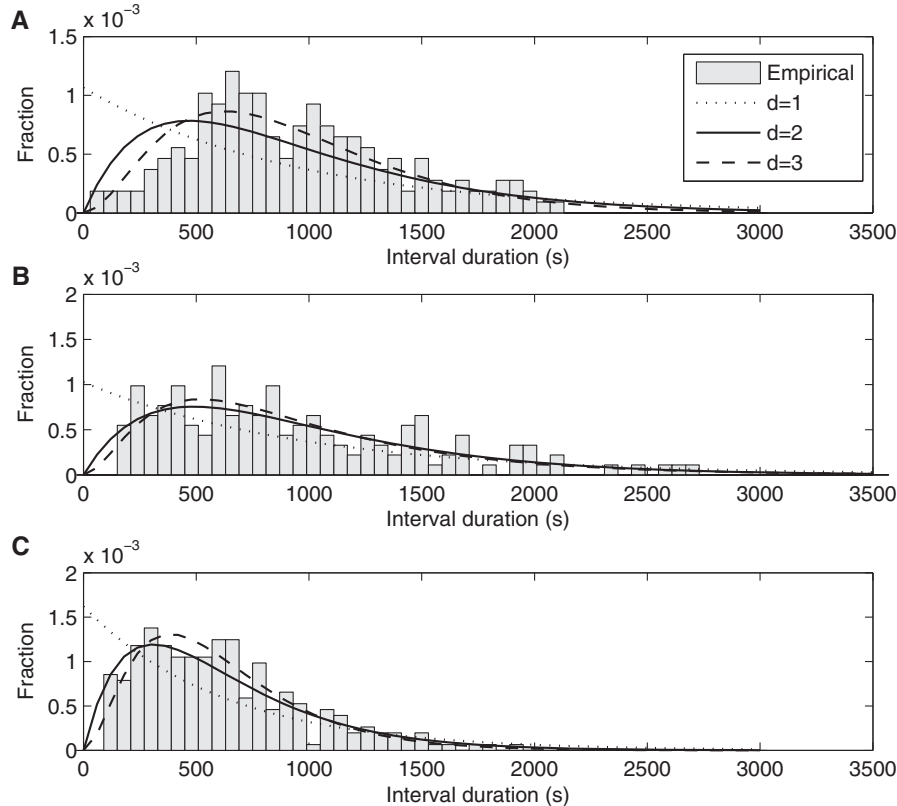 A
x 10⁻³
1.5
1
0.5
0
Fraction
Empirical
d=1
d=2
d=3
0 500 1000 1500 2000 2500 3000 3500
Interval duration (s)
B
x 10⁻³
2
1.5
1
0.5
0
Fraction
0 500 1000 1500 2000 2500 3000 3500
Interval duration (s)
C
x 10⁻³
2
1.5
1
0.5
0
Fraction
0 500 1000 1500 2000 2500 3000 3500
Interval duration (s)